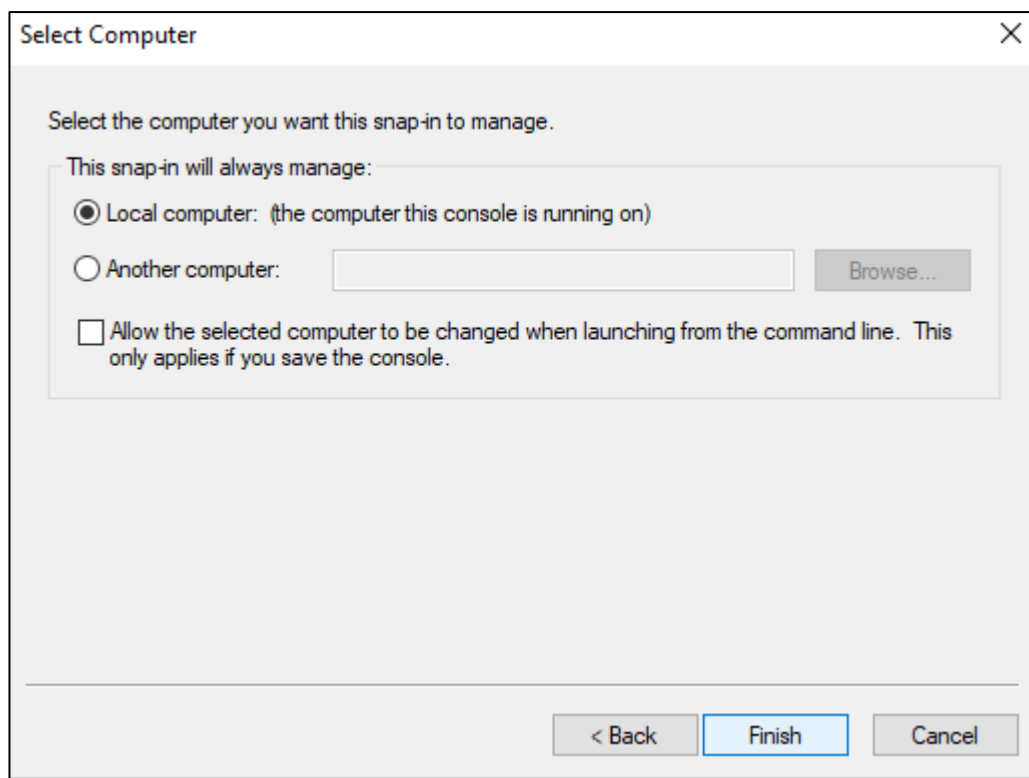 Select Computer
Select the computer you want this snap-in to manage.
This snap-in will always manage:
Local computer: (the computer this console is running on)
Another computer:
Browse...
Allow the selected computer to be changed when launching from the command line. This
only applies if you save the console.
< Back
Finish
Cancel